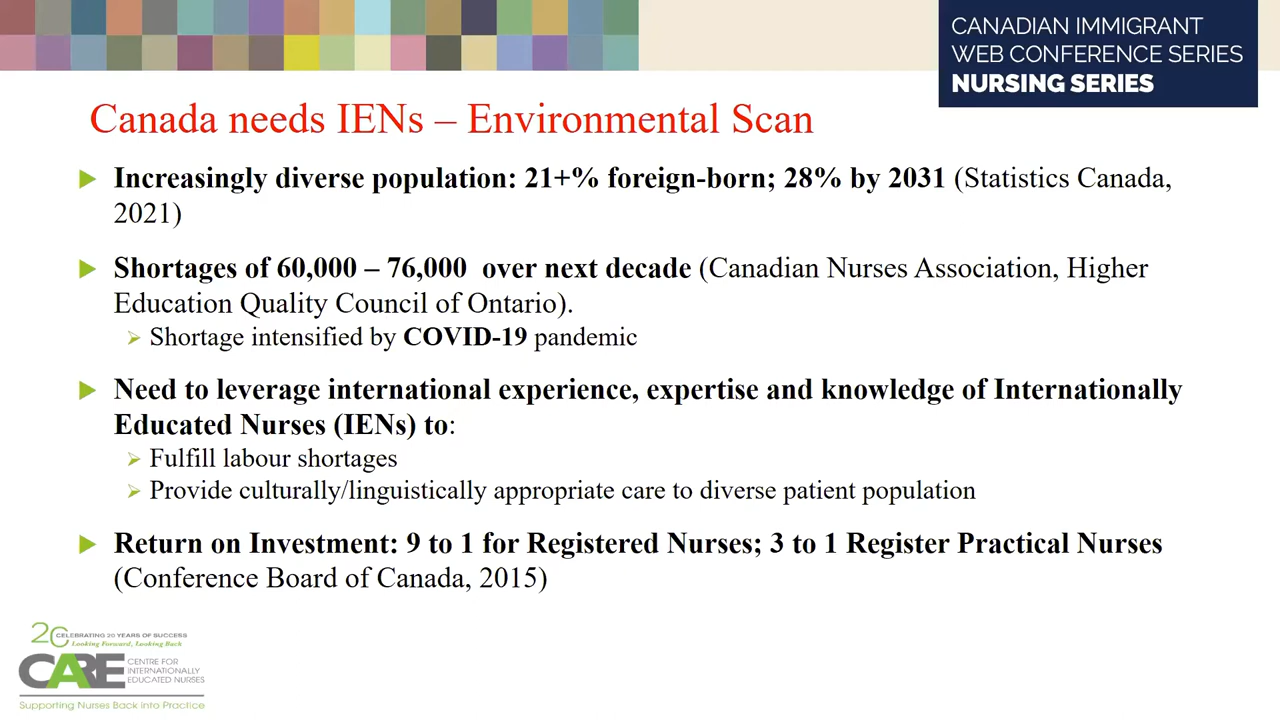 CANADIAN IMMIGRANT
WEB CONFERENCE SERIES
NURSING SERIES
Canada needs IENs – Environmental Scan
Increasingly diverse population: 21+% foreign-born; 28% by 2031 (Statistics Canada,
2021)
Shortages of 60,000 – 76,000 over next decade (Canadian Nurses Association, Higher
Education Quality Council of Ontario).
Shortage intensified by COVID-19 pandemic
Need to leverage international experience, expertise and knowledge of Internationally
Educated Nurses (IENs) to:
Fulfill labour shortages
Provide culturally/linguistically appropriate care to diverse patient population
Return on Investment: 9 to 1 for Registered Nurses; 3 to 1 Register Practical Nurses
(Conference Board of Canada, 2015)
20 CELEBRATING 20 YEARS OF SUCCESS
Looking Forward, Looking Back
CARE CENTRE FOR
INTERNATIONALLY
EDUCATED NURSES
Supporting Nurses Back into Practice